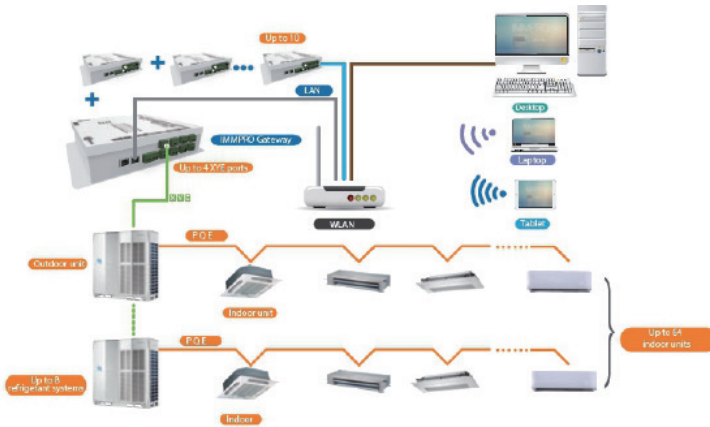 Up to 10
LAN
IMMPRO Gateway
Up to 4 XYE ports
X Y E
Desktop
Laptop
Tablet
WLAN
Outdoor unit
P Q E
Indoor unit
Up to 8
refrigerant systems
P Q E
Indoor
Up to 64
indoor units